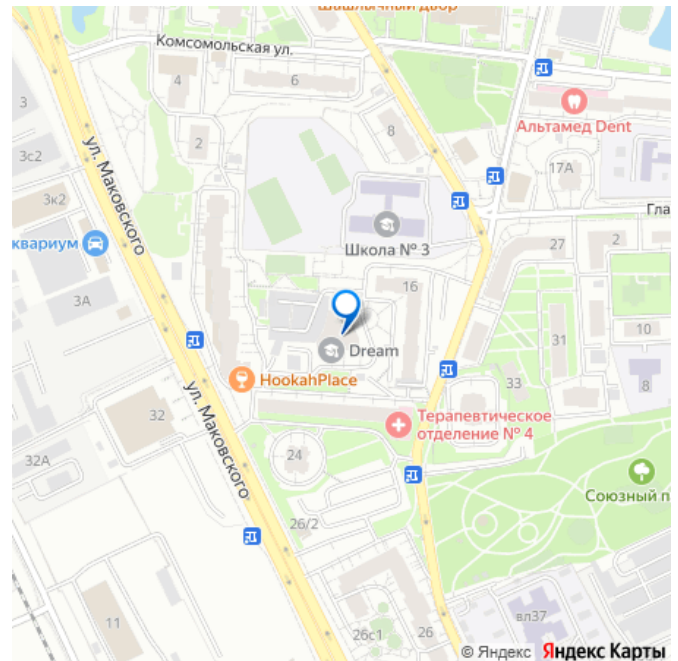 Шашлычный двор
Комсомольская ул.
4
6
Альтамед Dent
3
2
8
3с2
17А
ул. Маковского
3к2
Школа № 3
Гла
27
2
квариум
16
3А
Dream
31
10
HookahPlace
33
8
ул. Маковского
32
Терапевтическое
отделение № 4
32А
24
Союзный п
26/2
вл37
11
26с1
26
© Яндекс Яндекс Карты